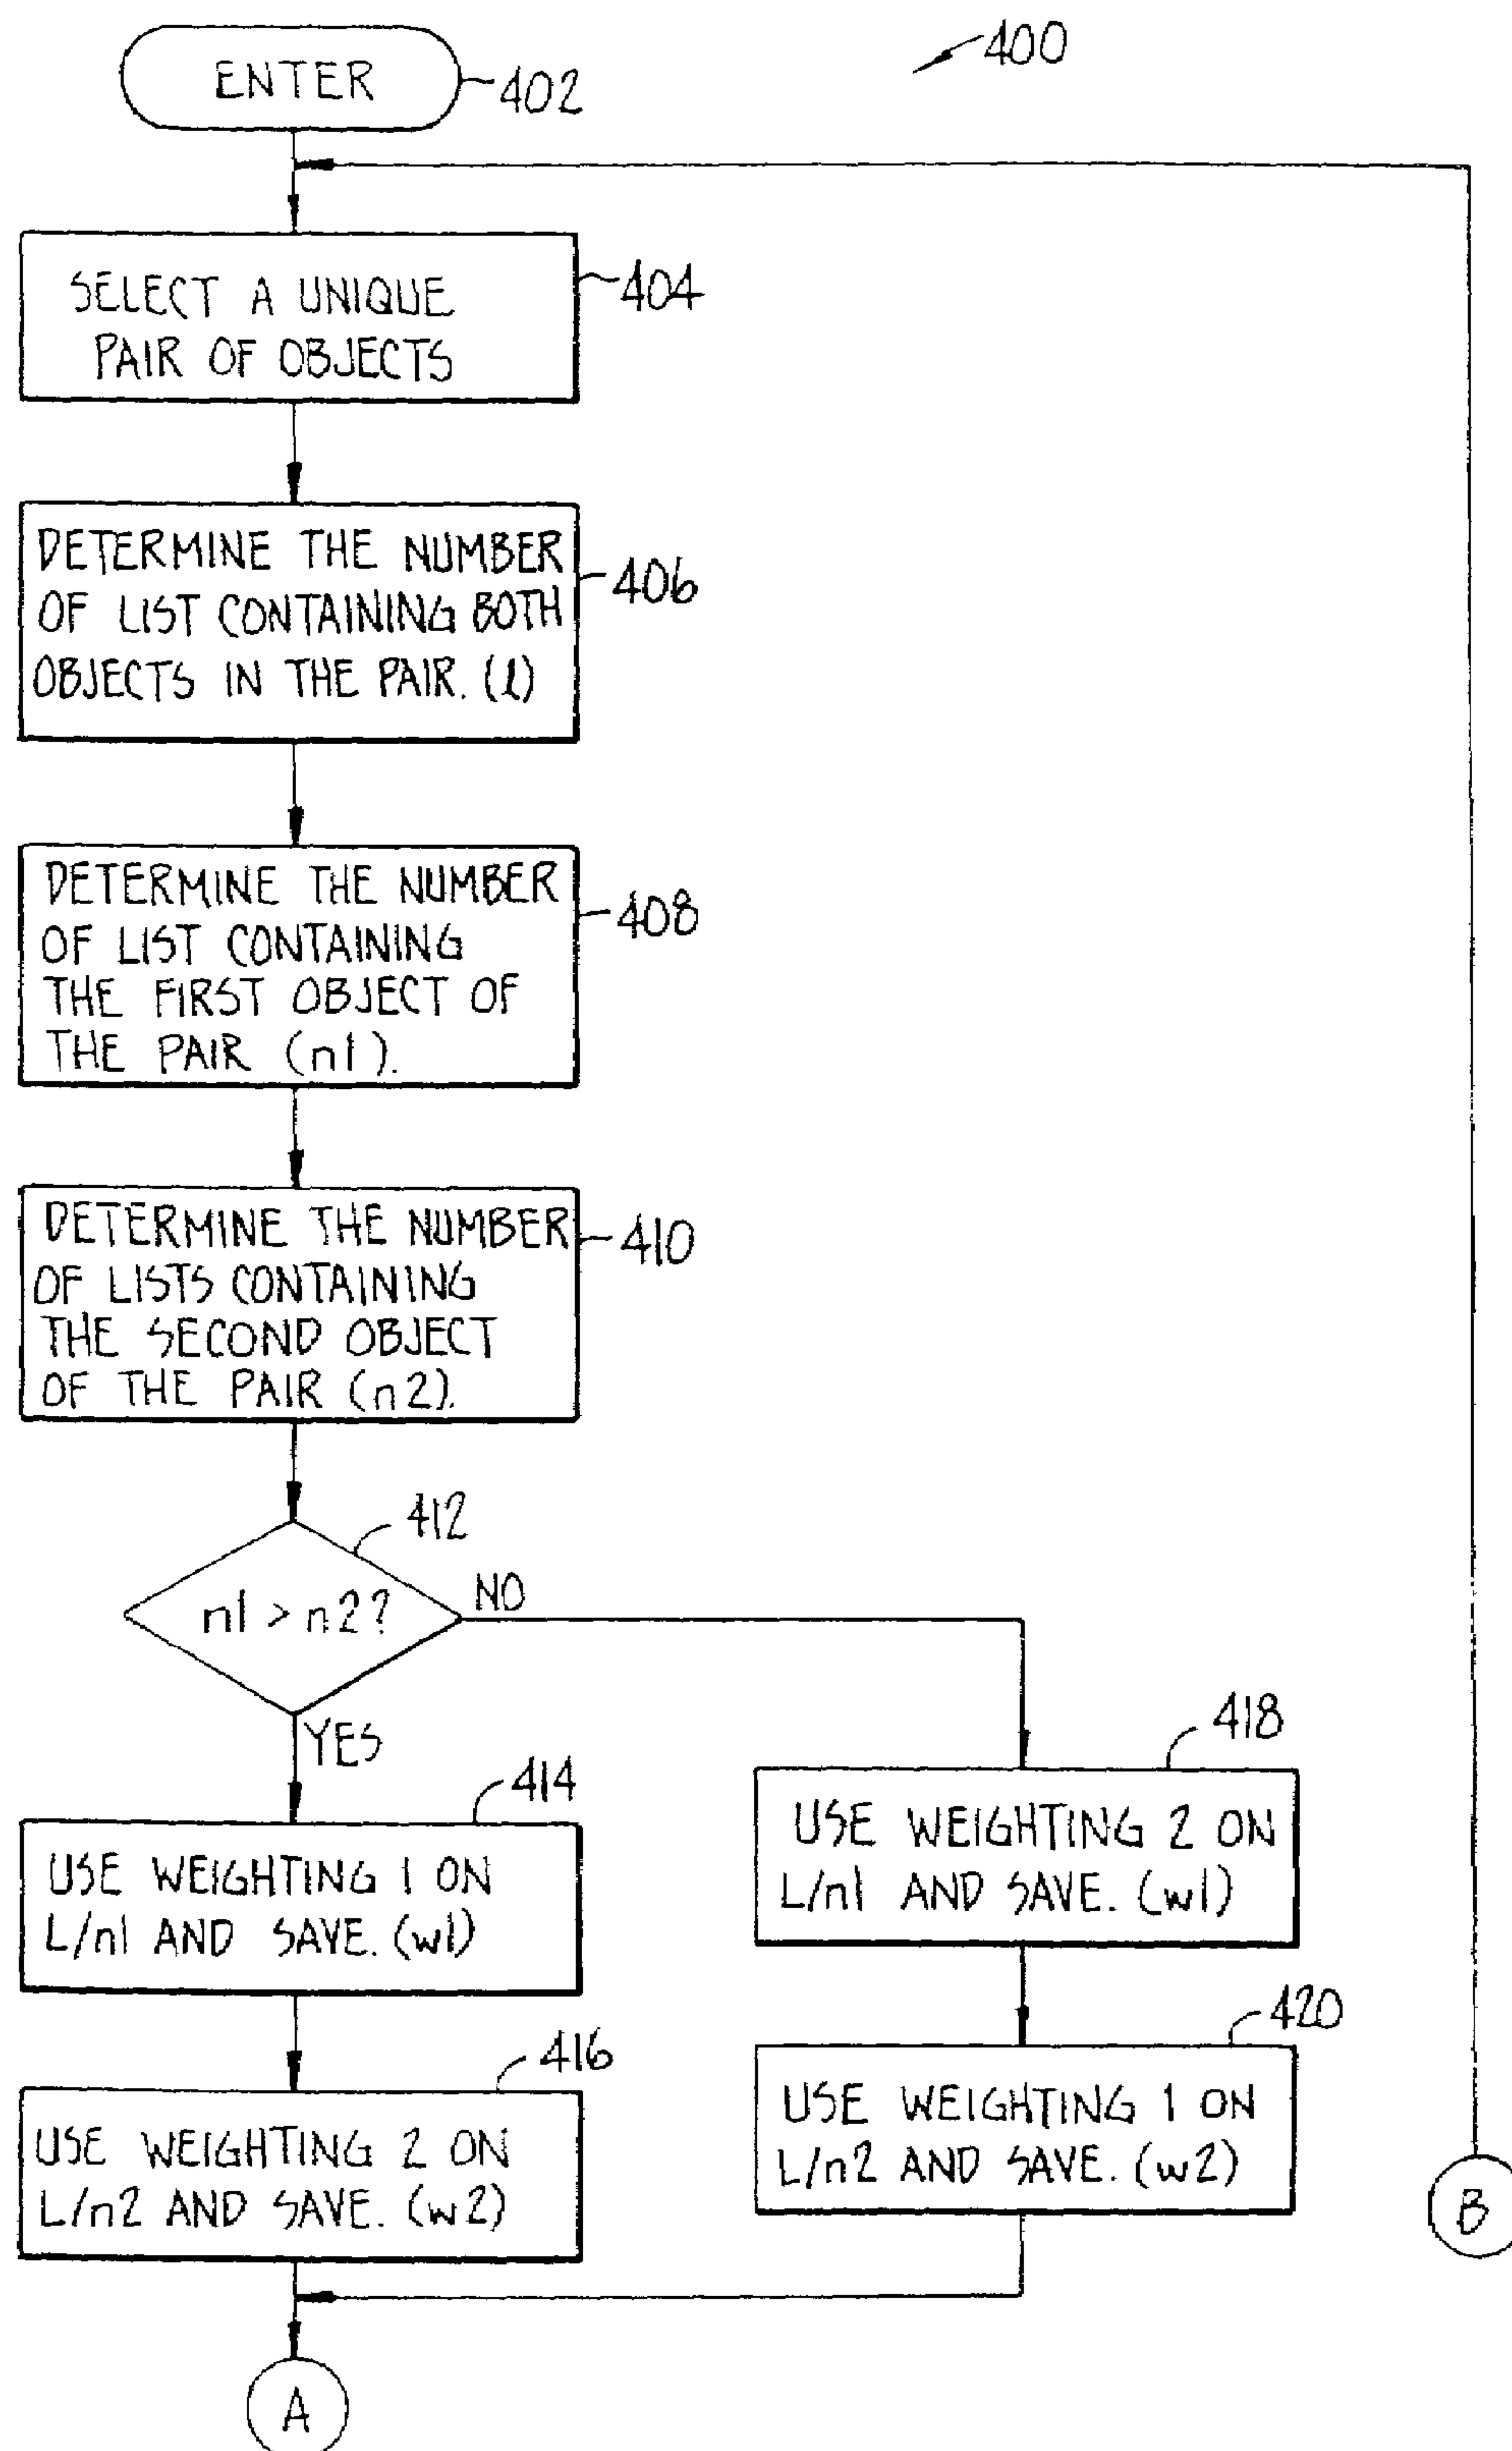 400
ENTER
402
SELECT A UNIQUE
PAIR OF OBJECTS
404
DETERMINE THE NUMBER
OF LIST CONTAINING BOTH
OBJECTS IN THE PAIR. (l)
406
DETERMINE THE NUMBER
OF LIST CONTAINING
THE FIRST OBJECT OF
THE PAIR (n1).
408
DETERMINE THE NUMBER
OF LISTS CONTAINING
THE SECOND OBJECT
OF THE PAIR (n2).
410
412
n1 > n2?
NO
YES
414
USE WEIGHTING 1 ON
L/n1 AND SAVE. (w1)
416
USE WEIGHTING 2 ON
L/n2 AND SAVE. (w2)
418
USE WEIGHTING 2 ON
L/n1 AND SAVE. (w1)
420
USE WEIGHTING 1 ON
L/n2 AND SAVE. (w2)
B
A